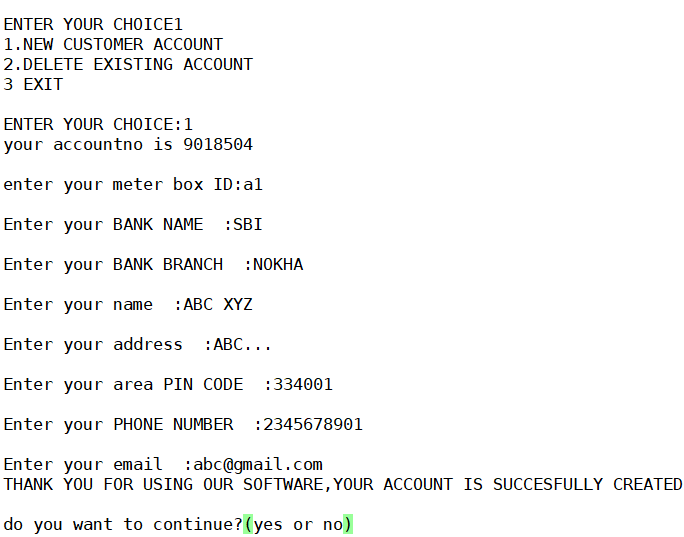 ENTER YOUR CHOICE1
1.NEW CUSTOMER ACCOUNT
2.DELETE EXISTING ACCOUNT
3 EXIT
ENTER YOUR CHOICE:1
your accountno is 9018504
enter your meter box ID:a1
Enter your BANK NAME  :SBI
Enter your BANK BRANCH  :NOKHA
Enter your name  :ABC XYZ
Enter your address  :ABC...
Enter your area PIN CODE  :334001
Enter your PHONE NUMBER  :2345678901
Enter your email  :abc@gmail.com
THANK YOU FOR USING OUR SOFTWARE,YOUR ACCOUNT IS SUCCESFULLY CREATED
do you want to continue?(yes or no)